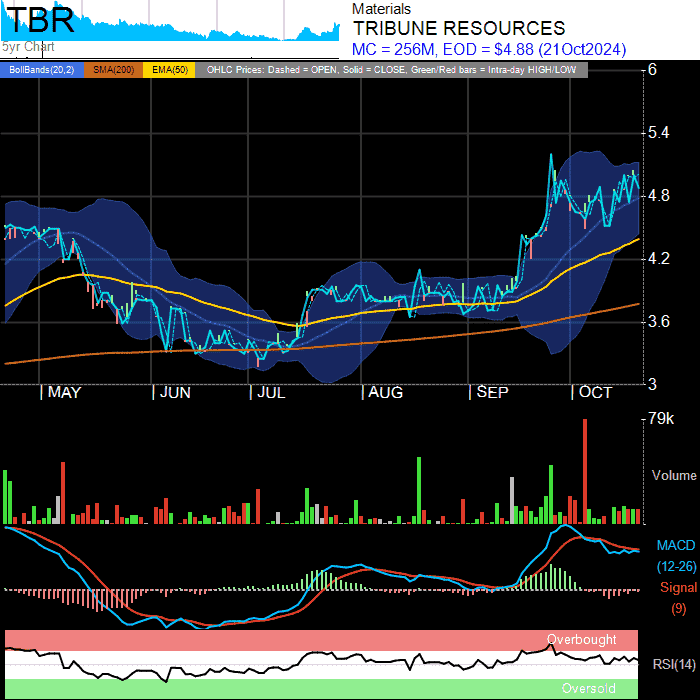 TBR
5yr Chart
Materials
TRIBUNE RESOURCES
MC = 256M, EOD = $4.88 (21Oct2024)
BollBands(20,2) SMA(200) EMA(50) OHLC Prices: Dashed = OPEN, Solid = CLOSE, Green/Red bars = Intra-day HIGH/LOW
6
5.4
4.8
4.2
3.6
3
MAY JUN JUL AUG SEP OCT
79k
Volume
MACD
(12-26)
Signal
(9)
Overbought
RSI(14)
Oversold